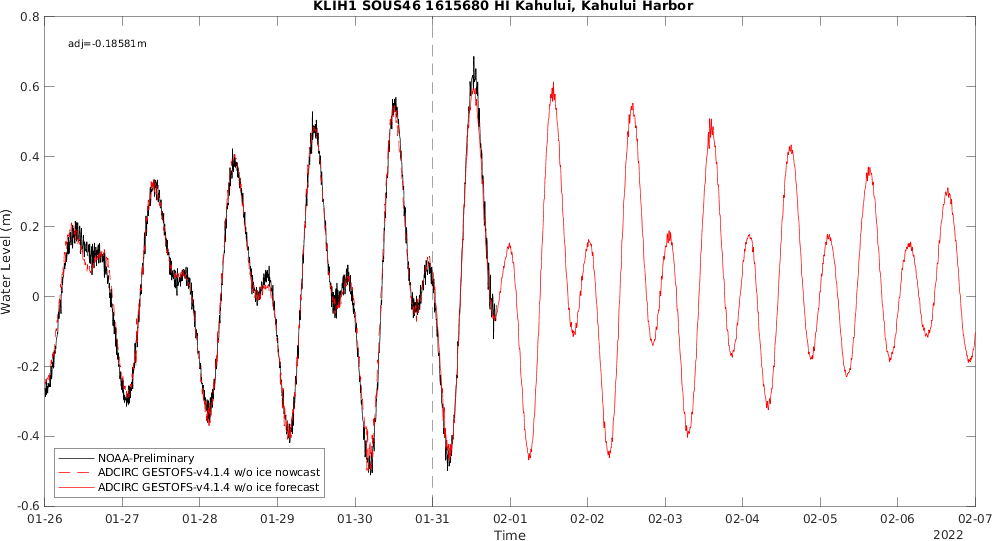 KLIH1 SOUS46 1615680 HI Kahului, Kahului Harbor
adj=-0.18581m
0.8
0.6
0.4
0.2
0
-0.2
-0.4
-0.6
Water Level (m)
NOAA-Preliminary
ADCIRC GESTOFS-v4.1.4 w/o ice nowcast
ADCIRC GESTOFS-v4.1.4 w/o ice forecast
01-26 01-27 01-28 01-29 01-30 01-31 02-01 02-02 02-03 02-04 02-05 02-06 02-07
Time
2022